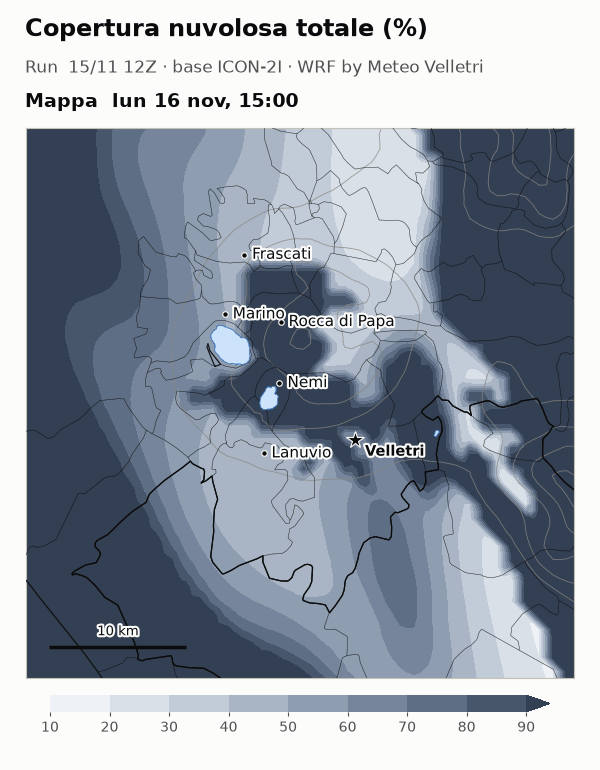 Copertura nuvolosa totale (%)
Run  15/11 12Z · base ICON-2I · WRF by Meteo Velletri
Mappa  lun 16 nov, 15:00
Frascati
Marino
Rocca di Papa
Nemi
Velletri
Lanuvio
10 km
10 20 30 40 50 60 70 80 90